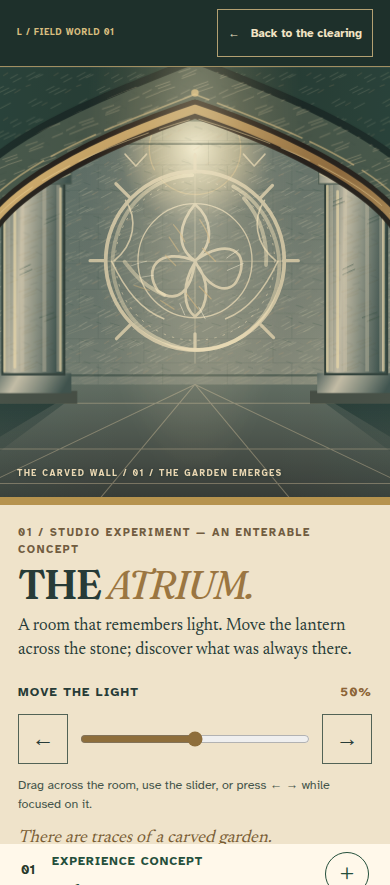 L / FIELD WORLD 01
← Back to the clearing
THE CARVED WALL / 01 / THE GARDEN EMERGES
01 / STUDIO EXPERIMENT — AN ENTERABLE
CONCEPT
THE ATRIUM.
A room that remembers light. Move the lantern
across the stone; discover what was always there.
MOVE THE LIGHT 50%
← →
Drag across the room, use the slider, or press ← → while
focused on it.
There are traces of a carved garden.
01 EXPERIENCE CONCEPT +